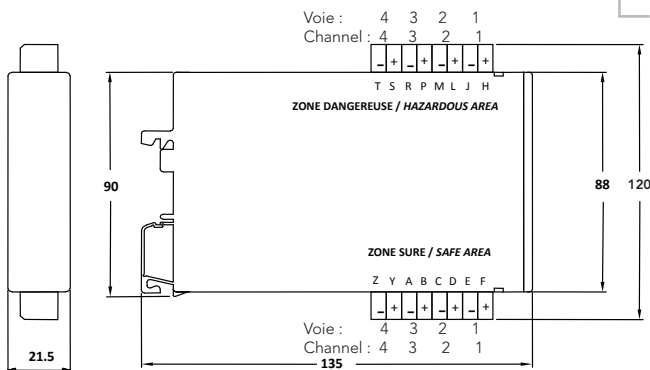 Voie : 4 3 2 1
Channel : 4 3 2 1
– + – + – + – +
T S R P M L J H
ZONE DANGEREUSE / HAZARDOUS AREA
90
88
120
ZONE SURE / SAFE AREA
Z Y A B C D E F
– + – + – + – +
Voie : 4 3 2 1
Channel : 4 3 2 1
21.5
135